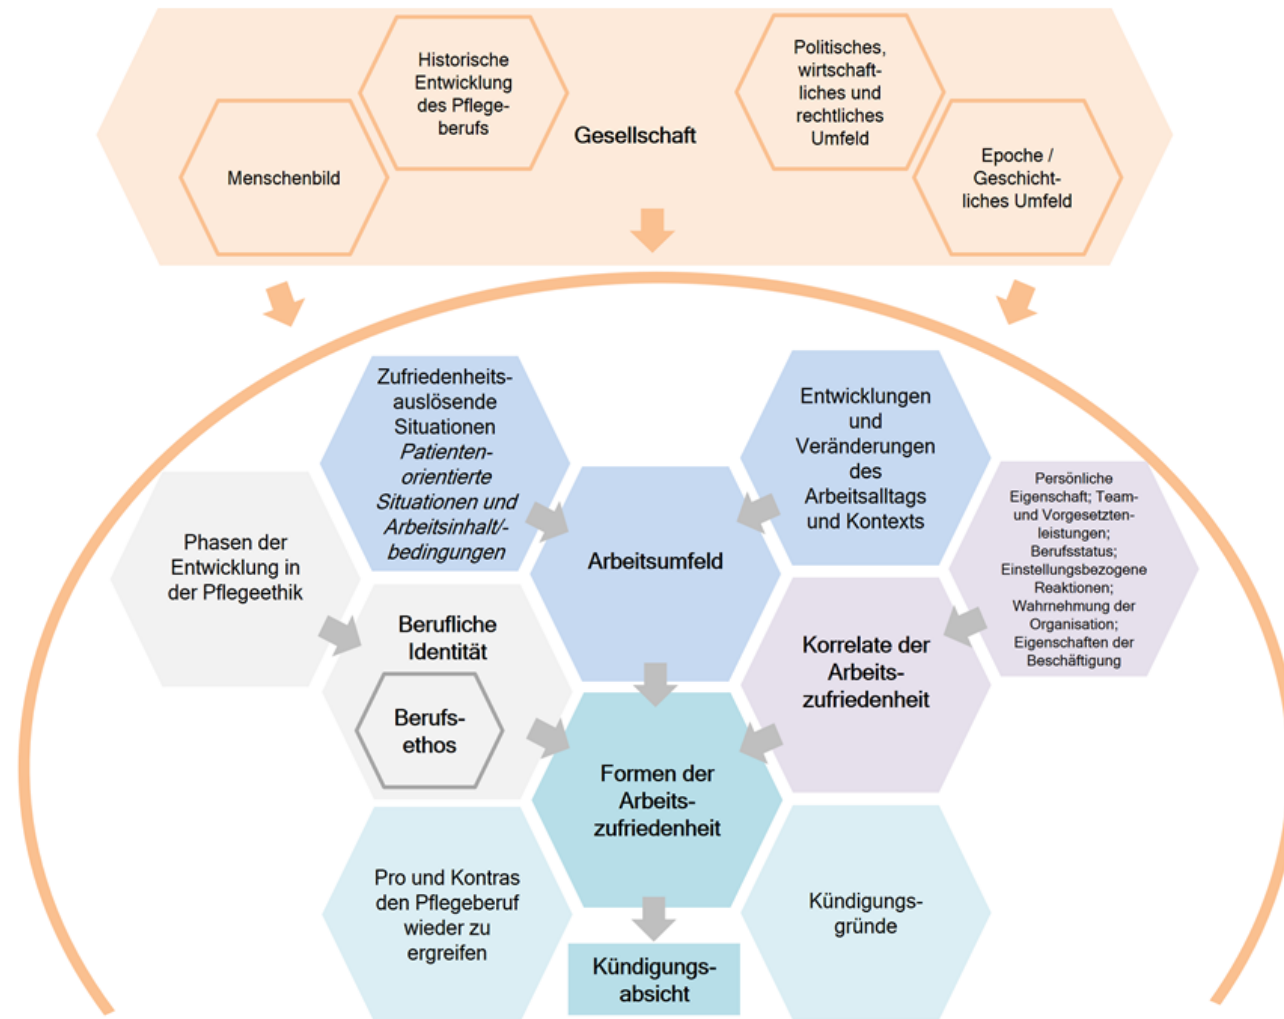 Historische
Entwicklung
des Pflege-
berufs
Menschenbild
Gesellschaft
Politisches,
wirtschaft-
liches und
rechtliches
Umfeld
Epoche /
Geschicht-
liches Umfeld
Zufriedenheits-
auslösende
Situationen
Patienten-
orientierte
Situationen und
Arbeitsinhalt/-
bedingungen
Entwicklungen
und
Veränderungen
des
Arbeitsalltags
und Kontexts
Phasen der
Entwicklung in
der Pflegeethik
Arbeitsumfeld
Persönliche
Eigenschaft; Team-
und Vorgesetzten-
leistungen;
Berufsstatus;
Einstellungsbezogene
Reaktionen;
Wahrnehmung der
Organisation;
Eigenschaften der
Beschäftigung
Berufliche
Identität
Berufs-
ethos
Korrelate der
Arbeits-
zufriedenheit
Formen der
Arbeits-
zufriedenheit
Pro und Kontras
den Pflegeberuf
wieder zu
ergreifen
Kündigungs-
gründe
Kündigungs-
absicht